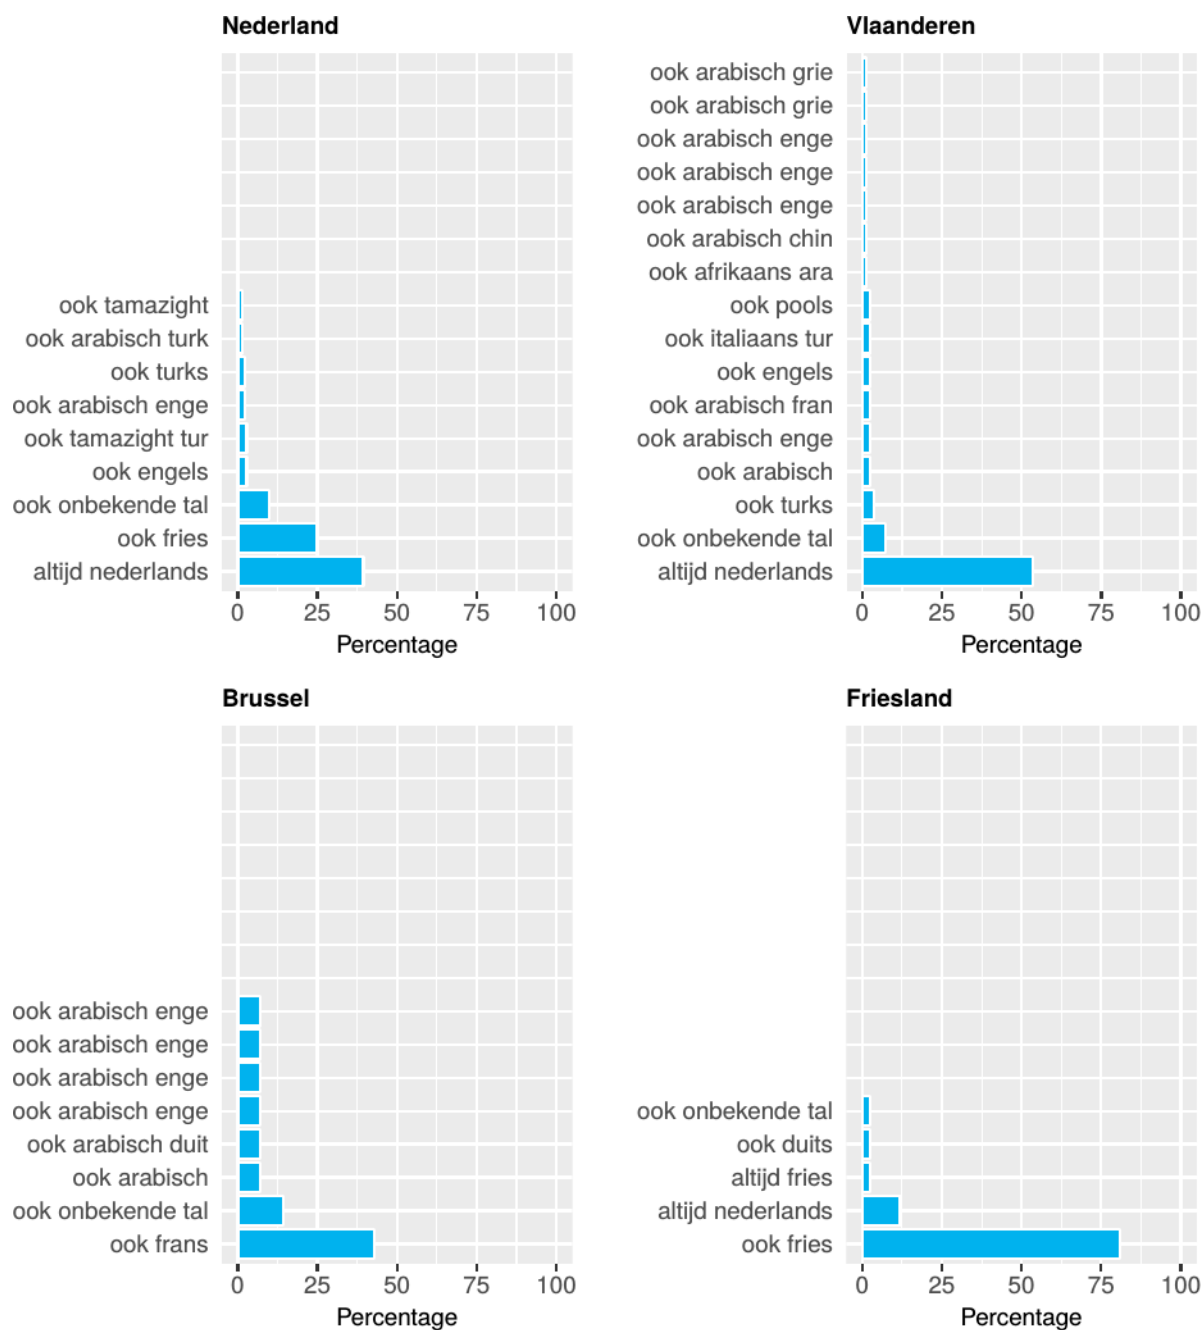 Nederland
ook tamazight
ook arabisch turk
ook turks
ook arabisch enge
ook tamazight tur
ook engels
ook onbekende tal
ook fries
altijd nederlands
0 25 50 75 100
Percentage
Vlaanderen
ook arabisch grie
ook arabisch grie
ook arabisch enge
ook arabisch enge
ook arabisch enge
ook arabisch chin
ook afrikaans ara
ook pools
ook italiaans tur
ook engels
ook arabisch fran
ook arabisch enge
ook arabisch
ook turks
ook onbekende tal
altijd nederlands
0 25 50 75 100
Percentage
Brussel
ook arabisch enge
ook arabisch enge
ook arabisch enge
ook arabisch enge
ook arabisch duit
ook arabisch
ook onbekende tal
ook frans
0 25 50 75 100
Percentage
Friesland
ook onbekende tal
ook duits
altijd fries
altijd nederlands
ook fries
0 25 50 75 100
Percentage